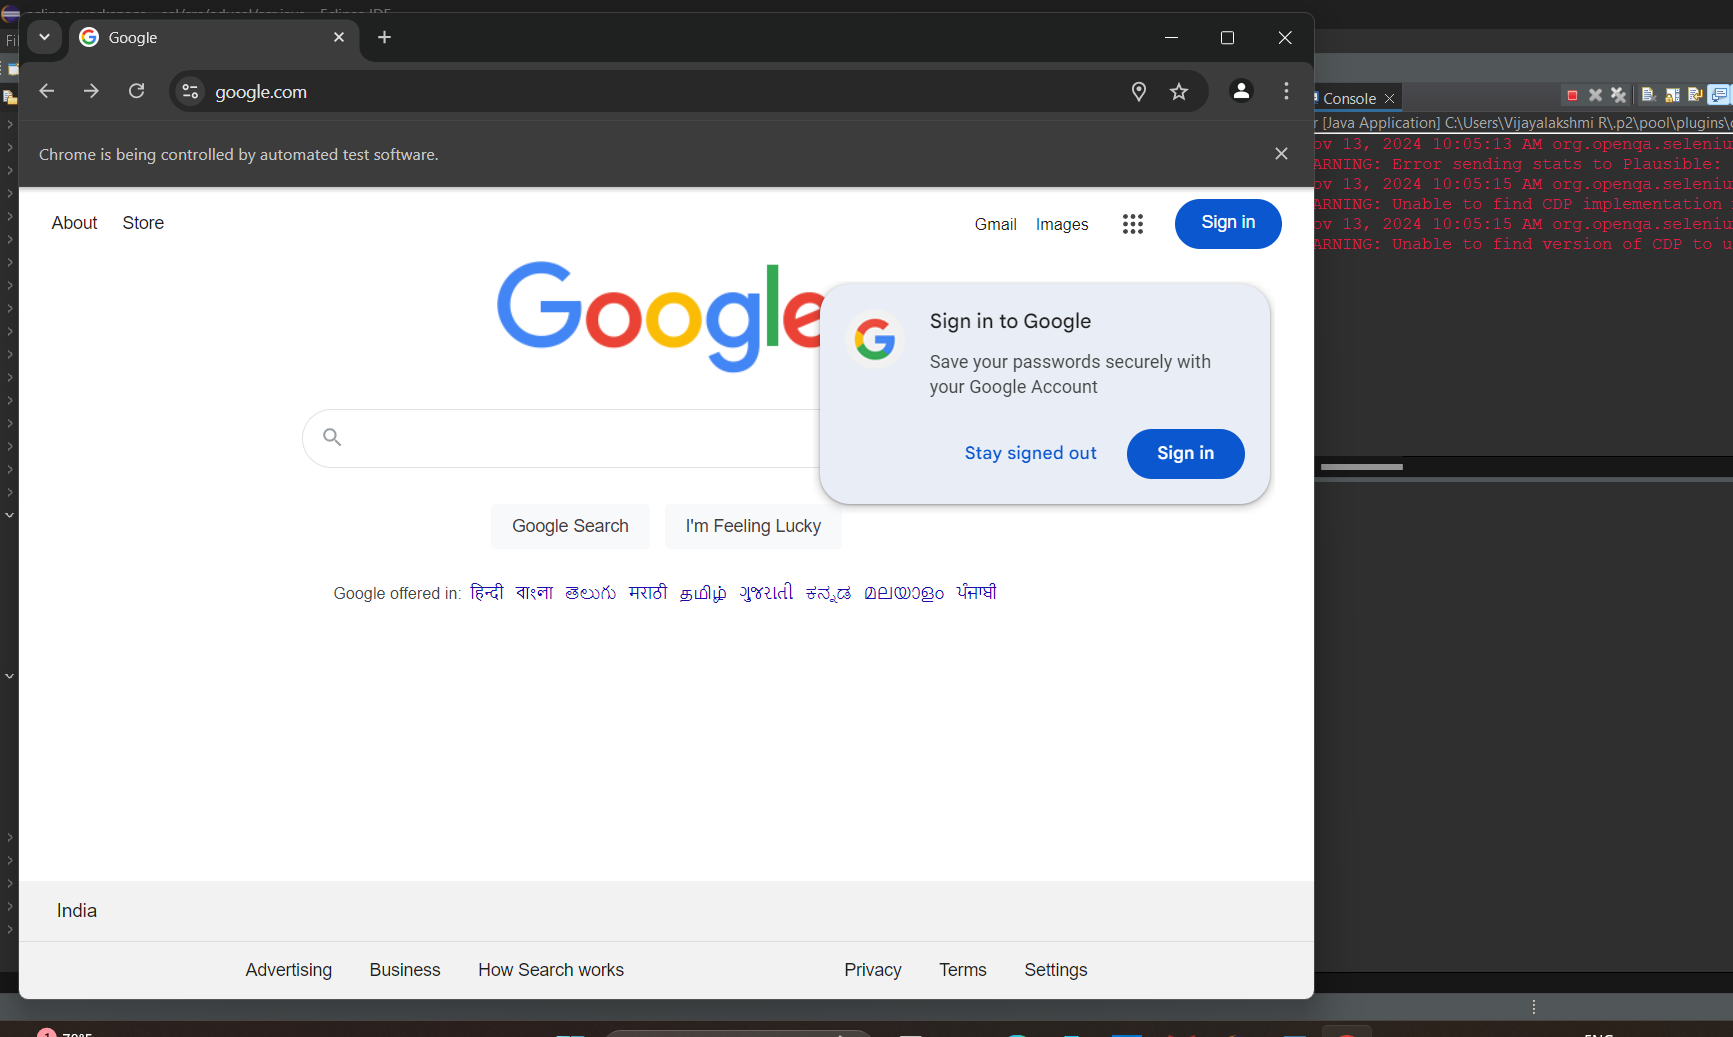 Google
google.com
Console
r [Java Application] C:\Users\Vijayalakshmi R\.p2\pool\plugins\
Chrome is being controlled by automated test software.
ov 13, 2024 10:05:13 AM org.openqa.seleniu
ARNING: Error sending stats to Plausible:
ov 13, 2024 10:05:15 AM org.openqa.seleniu
ARNING: Unable to find CDP implementation
ov 13, 2024 10:05:15 AM org.openqa.seleniu
ARNING: Unable to find version of CDP to u
About Store Gmail Images Sign in
Google
Sign in to Google
Save your passwords securely with
your Google Account
Stay signed out Sign in
Google Search I'm Feeling Lucky
Google offered in: हिन्दी বাংলা తెలుగు मराठी தமிழ் ગુજરાતી ಕನ್ನಡ മലയാളം ਪੰਜਾਬੀ
India
Advertising Business How Search works Privacy Terms Settings